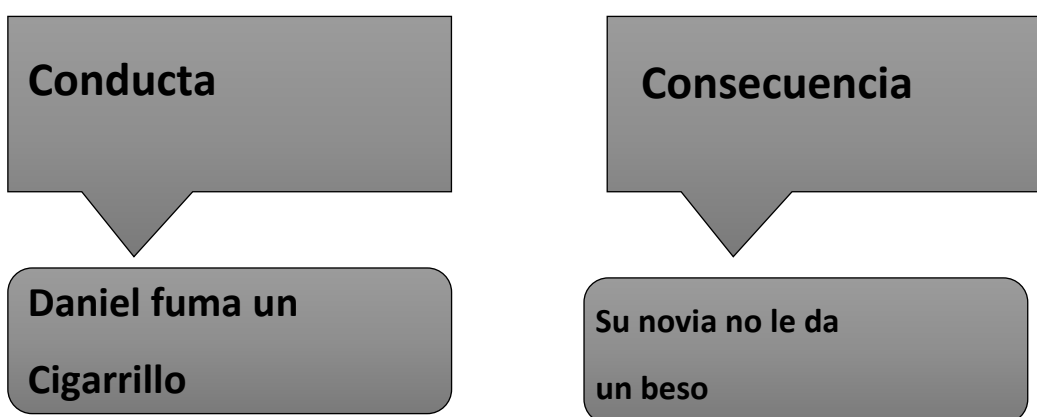 Conducta
Consecuencia
Daniel fuma un
Cigarrillo
Su novia no le da
un beso